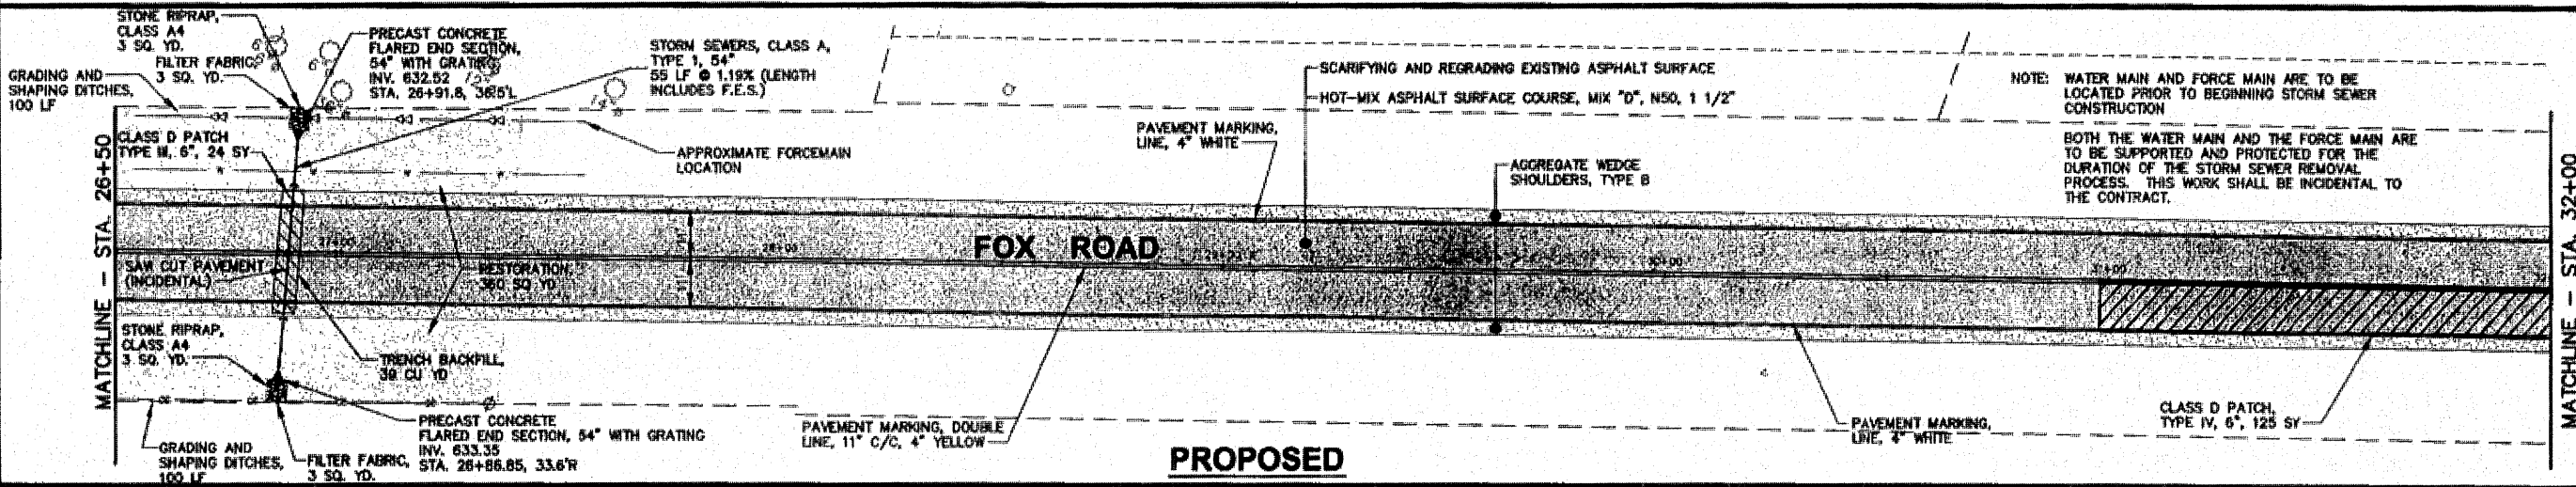 STONE RIPRAP,
CLASS A4
3 SQ. YD.
FILTER FABRIC,
3 SQ. YD.
GRADING AND
SHAPING DITCHES,
100 LF
PRECAST CONCRETE
FLARED END SECTION,
54" WITH GRATING
INV. 632.52
STA. 26+91.8,
STORM SEWERS, CLASS A,
TYPE 1, 54"
55 LF @ 1.19% (LENGTH
INCLUDES F.E.S.)
SCARIFYING AND REGRADING EXISTING ASPHALT SURFACE
HOT-MIX ASPHALT SURFACE COURSE, MIX "D", N50, 1 1/2"
NOTE: WATER MAIN AND FORCE MAIN ARE TO BE
LOCATED PRIOR TO BEGINNING STORM SEWER
CONSTRUCTION
BOTH THE WATER MAIN AND THE FORCE MAIN ARE
TO BE SUPPORTED AND PROTECTED FOR THE
DURATION OF THE STORM SEWER REMOVAL
PROCESS. THIS WORK SHALL BE INCIDENTAL TO
THE CONTRACT.
CLASS D PATCH
TYPE III, 6", 24 SY
APPROXIMATE FORCEMAIN
LOCATION
PAVEMENT MARKING,
LINE, 4" WHITE
AGGREGATE WEDGE
SHOULDERS, TYPE B
MATCHLINE - STA. 26+50
MATCHLINE - STA. 32+00
27+00
28+00
FOX ROAD
30+00
31+00
SAW CUT PAVEMENT
(INCIDENTAL)
RESTORATION,
360 SQ YD
STONE RIPRAP,
CLASS A4
3 SQ. YD.
TRENCH BACKFILL,
39 CU YD
GRADING AND
SHAPING DITCHES,
100 LF
FILTER FABRIC,
3 SQ. YD.
PRECAST CONCRETE
FLARED END SECTION, 54" WITH GRATING
INV. 633.35
STA. 26+86.85, 33.6'R
PAVEMENT MARKING, DOUBLE
LINE, 11" C/C, 4" YELLOW
PAVEMENT MARKING,
LINE, 4" WHITE
CLASS D PATCH,
TYPE IV, 6", 125 SY
PROPOSED